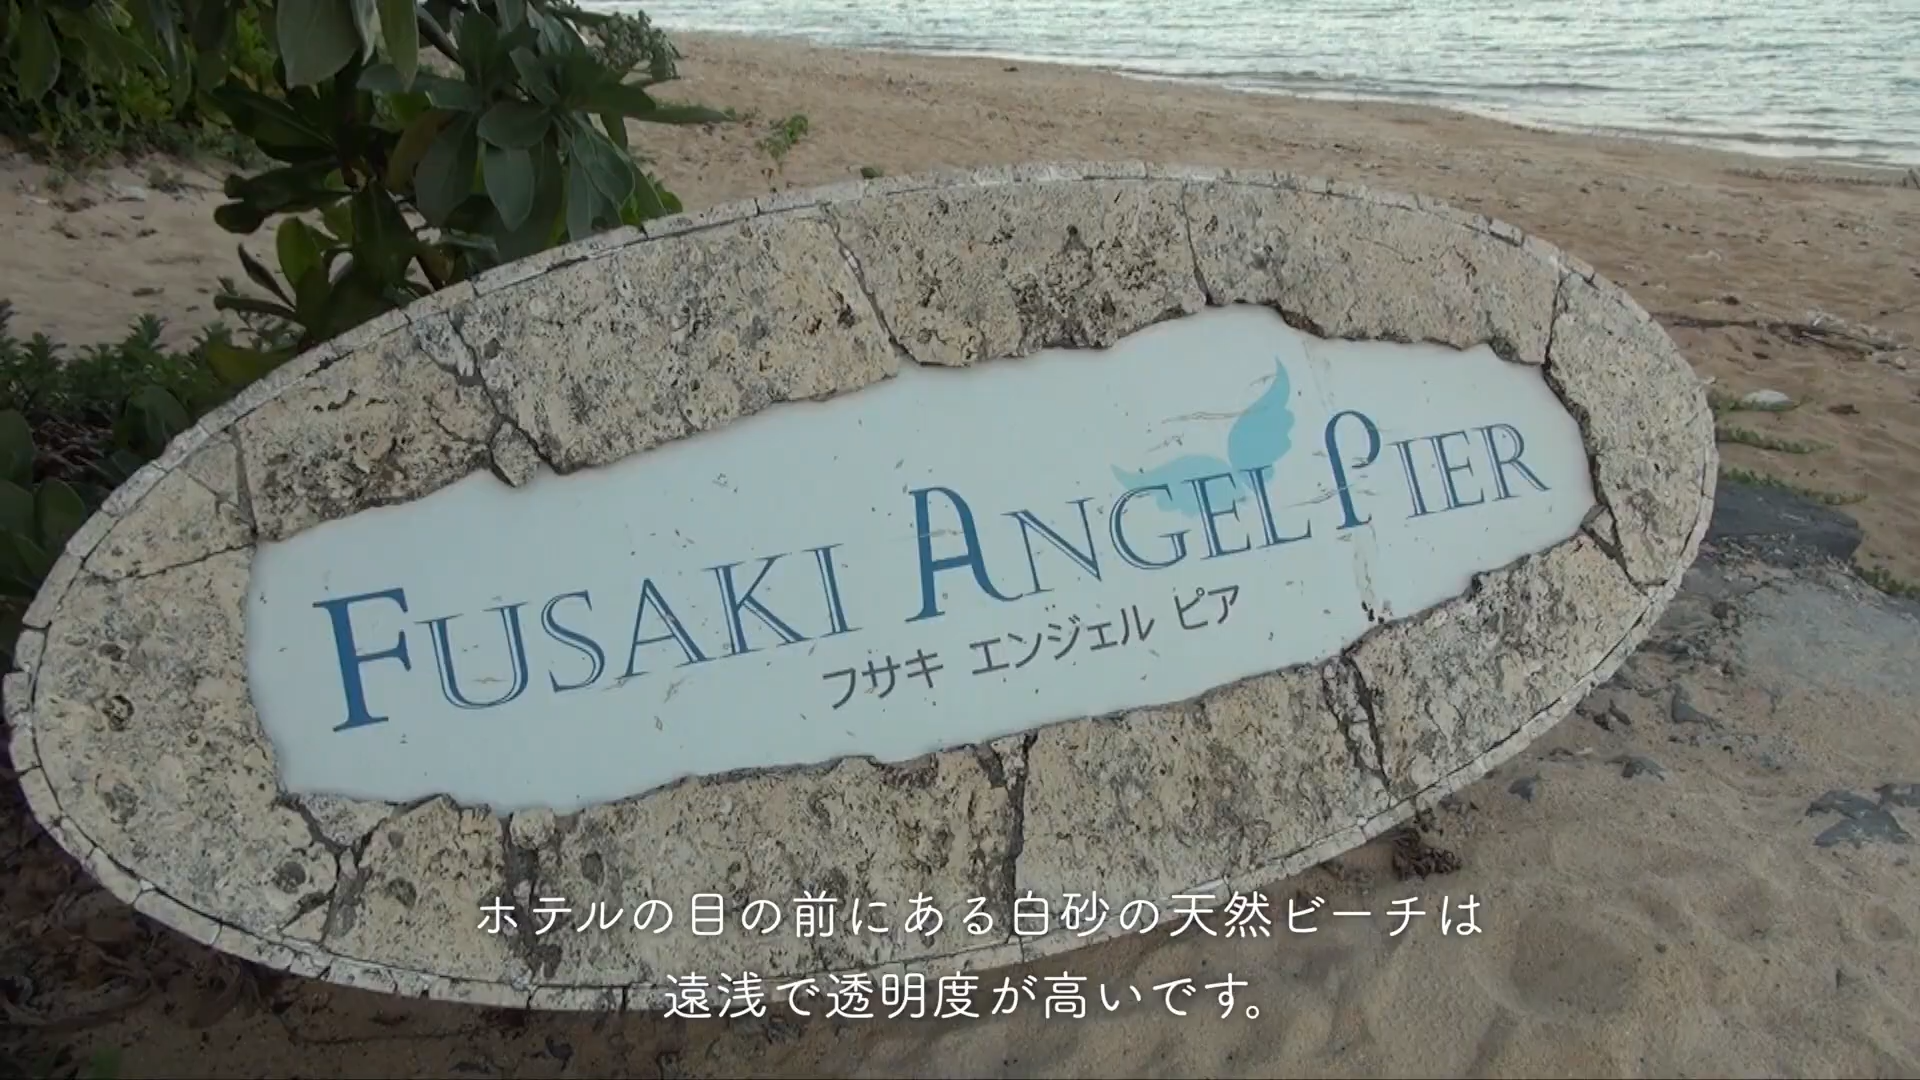 FUSAKI ANGEL PIER
フサキ エンジェル ピア
ホテルの目の前にある白砂の天然ビーチは
遠浅で透明度が高いです。